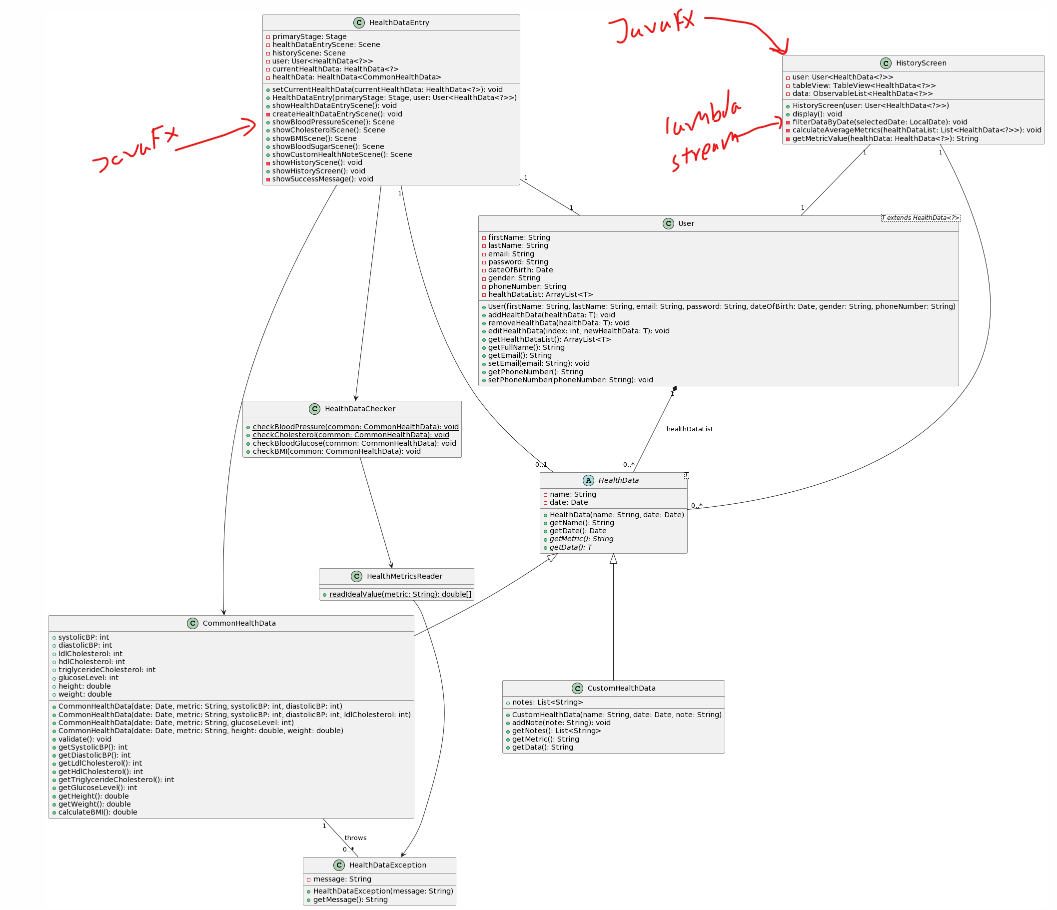 HealthDataEntry
primaryStage: Stage
healthDataEntryScene: Scene
historyScene: Scene
user: User<HealthData<?>>
currentHealthData: HealthData<?>
healthData: HealthData<CommonHealthData>
setCurrentHealthData(currentHealthData: HealthData<?>): void
HealthDataEntry(primaryStage: Stage, user: User<HealthData<?>>)
showHealthDataEntryScene(): void
createHealthDataEntryScene(): void
showBloodPressureScene(): Scene
showCholesterolScene(): Scene
showBMIScene(): Scene
showBloodSugarScene(): Scene
showCustomHealthNoteScene(): Scene
showHistoryScene(): void
showHistoryScreen(): void
showSuccessMessage(): void
JavaFX
JavaFX
HistoryScreen
user: User<HealthData<?>>
tableView: TableView<HealthData<?>>
data: ObservableList<HealthData<?>>
HistoryScreen(user: User<HealthData<?>>)
display(): void
filterDataByDate(selectedDate: LocalDate): void
calculateAverageMetrics(healthDataList: List<HealthData<?>>): void
getMetricValue(healthData: HealthData<?>): String
lambda
stream
1
1
1
1
1
1
User
T extends HealthData<?>
firstName: String
lastName: String
email: String
password: String
dateOfBirth: Date
gender: String
phoneNumber: String
healthDataList: ArrayList<T>
User(firstName: String, lastName: String, email: String, password: String, dateOfBirth: Date, gender: String, phoneNumber: String)
addHealthData(healthData: T): void
removeHealthData(healthData: T): void
editHealthData(index: int, newHealthData: T): void
getHealthDataList(): ArrayList<T>
getFullName(): String
getEmail(): String
setEmail(email: String): void
getPhoneNumber(): String
setPhoneNumber(phoneNumber: String): void
1
healthDataList
HealthDataChecker
checkBloodPressure(common: CommonHealthData): void
checkCholesterol(common: CommonHealthData): void
checkBloodGlucose(common: CommonHealthData): void
checkBMI(common: CommonHealthData): void
0..1
0..*
0..*
A HealthData
T
name: String
date: Date
HealthData(name: String, date: Date)
getName(): String
getDate(): Date
getMetric(): String
getData(): T
HealthMetricsReader
readIdealValue(metric: String): double[]
CommonHealthData
systolicBP: int
diastolicBP: int
ldlCholesterol: int
hdlCholesterol: int
triglycerideCholesterol: int
glucoseLevel: int
height: double
weight: double
CommonHealthData(date: Date, metric: String, systolicBP: int, diastolicBP: int)
CommonHealthData(date: Date, metric: String, systolicBP: int, diastolicBP: int, ldlCholesterol: int)
CommonHealthData(date: Date, metric: String, glucoseLevel: int)
CommonHealthData(date: Date, metric: String, height: double, weight: double)
validate(): void
getSystolicBP(): int
getDiastolicBP(): int
getLdlCholesterol(): int
getHdlCholesterol(): int
getTriglycerideCholesterol(): int
getGlucoseLevel(): int
getHeight(): double
getWeight(): double
calculateBMI(): double
CustomHealthData
notes: List<String>
CustomHealthData(name: String, date: Date, note: String)
addNote(note: String): void
getNotes(): List<String>
getMetric(): String
getData(): String
1
throws
0..*
HealthDataException
message: String
HealthDataException(message: String)
getMessage(): String